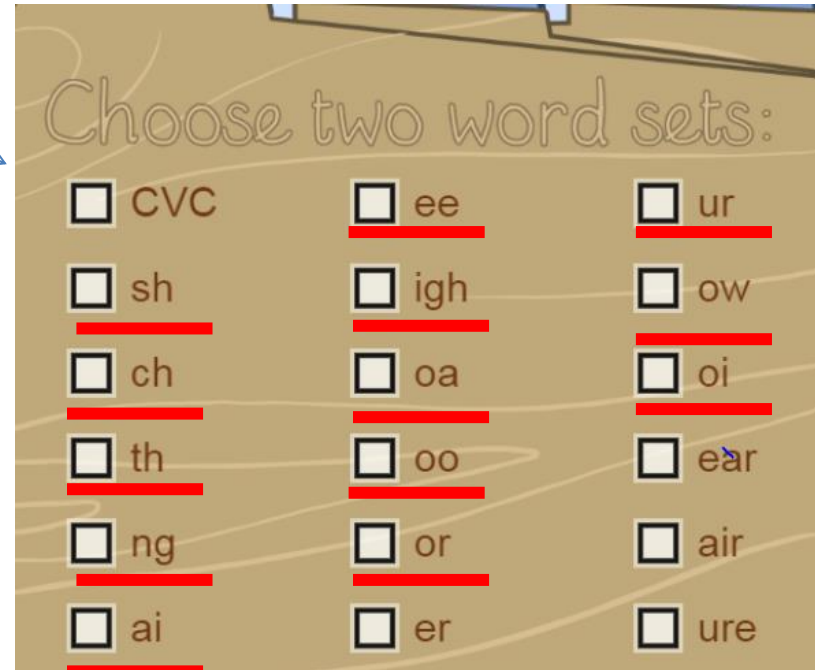 Choose two word sets:
CVC ee ur
sh igh ow
ch oa oi
th oo ear
ng or air
ai er ure